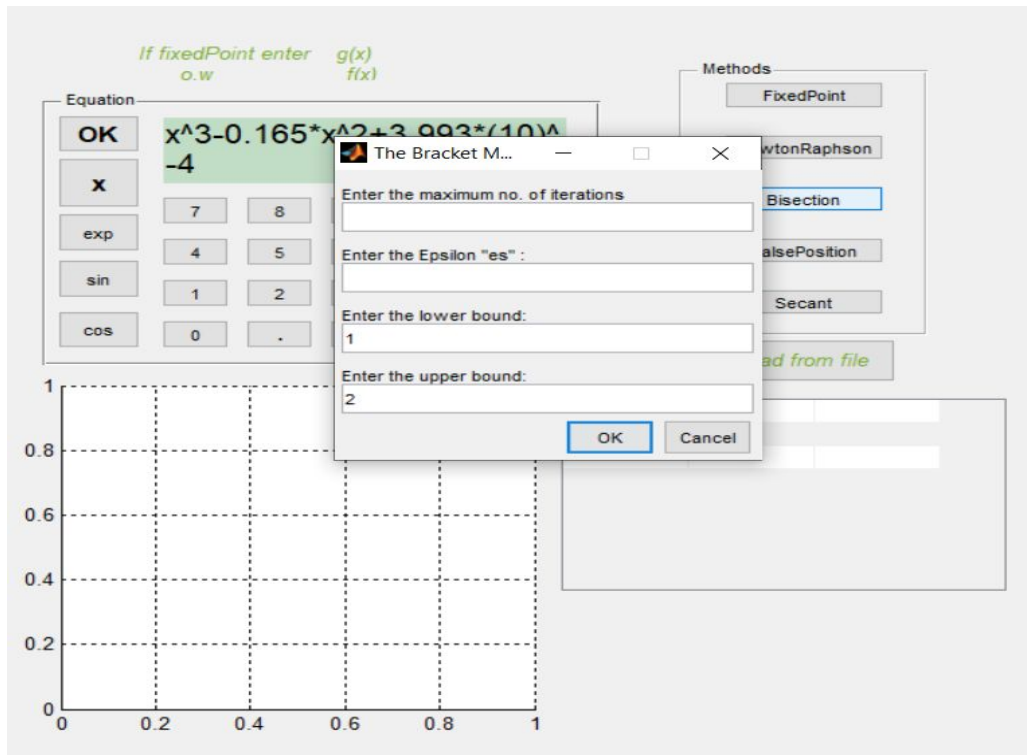 If fixedPoint enter g(x)
o.w f(x)
Equation
OK
x^3-0.165*x^2+3.993*(10)^
-4
x
exp
sin
cos
7 8
4 5
1 2
0 .
Methods
FixedPoint
wtonRaphson
Bisection
alsePosition
Secant
ad from file
The Bracket M...
Enter the maximum no. of iterations
Enter the Epsilon "es" :
Enter the lower bound:
1
Enter the upper bound:
2
OK Cancel
1
0.8
0.6
0.4
0.2
0
0 0.2 0.4 0.6 0.8 1